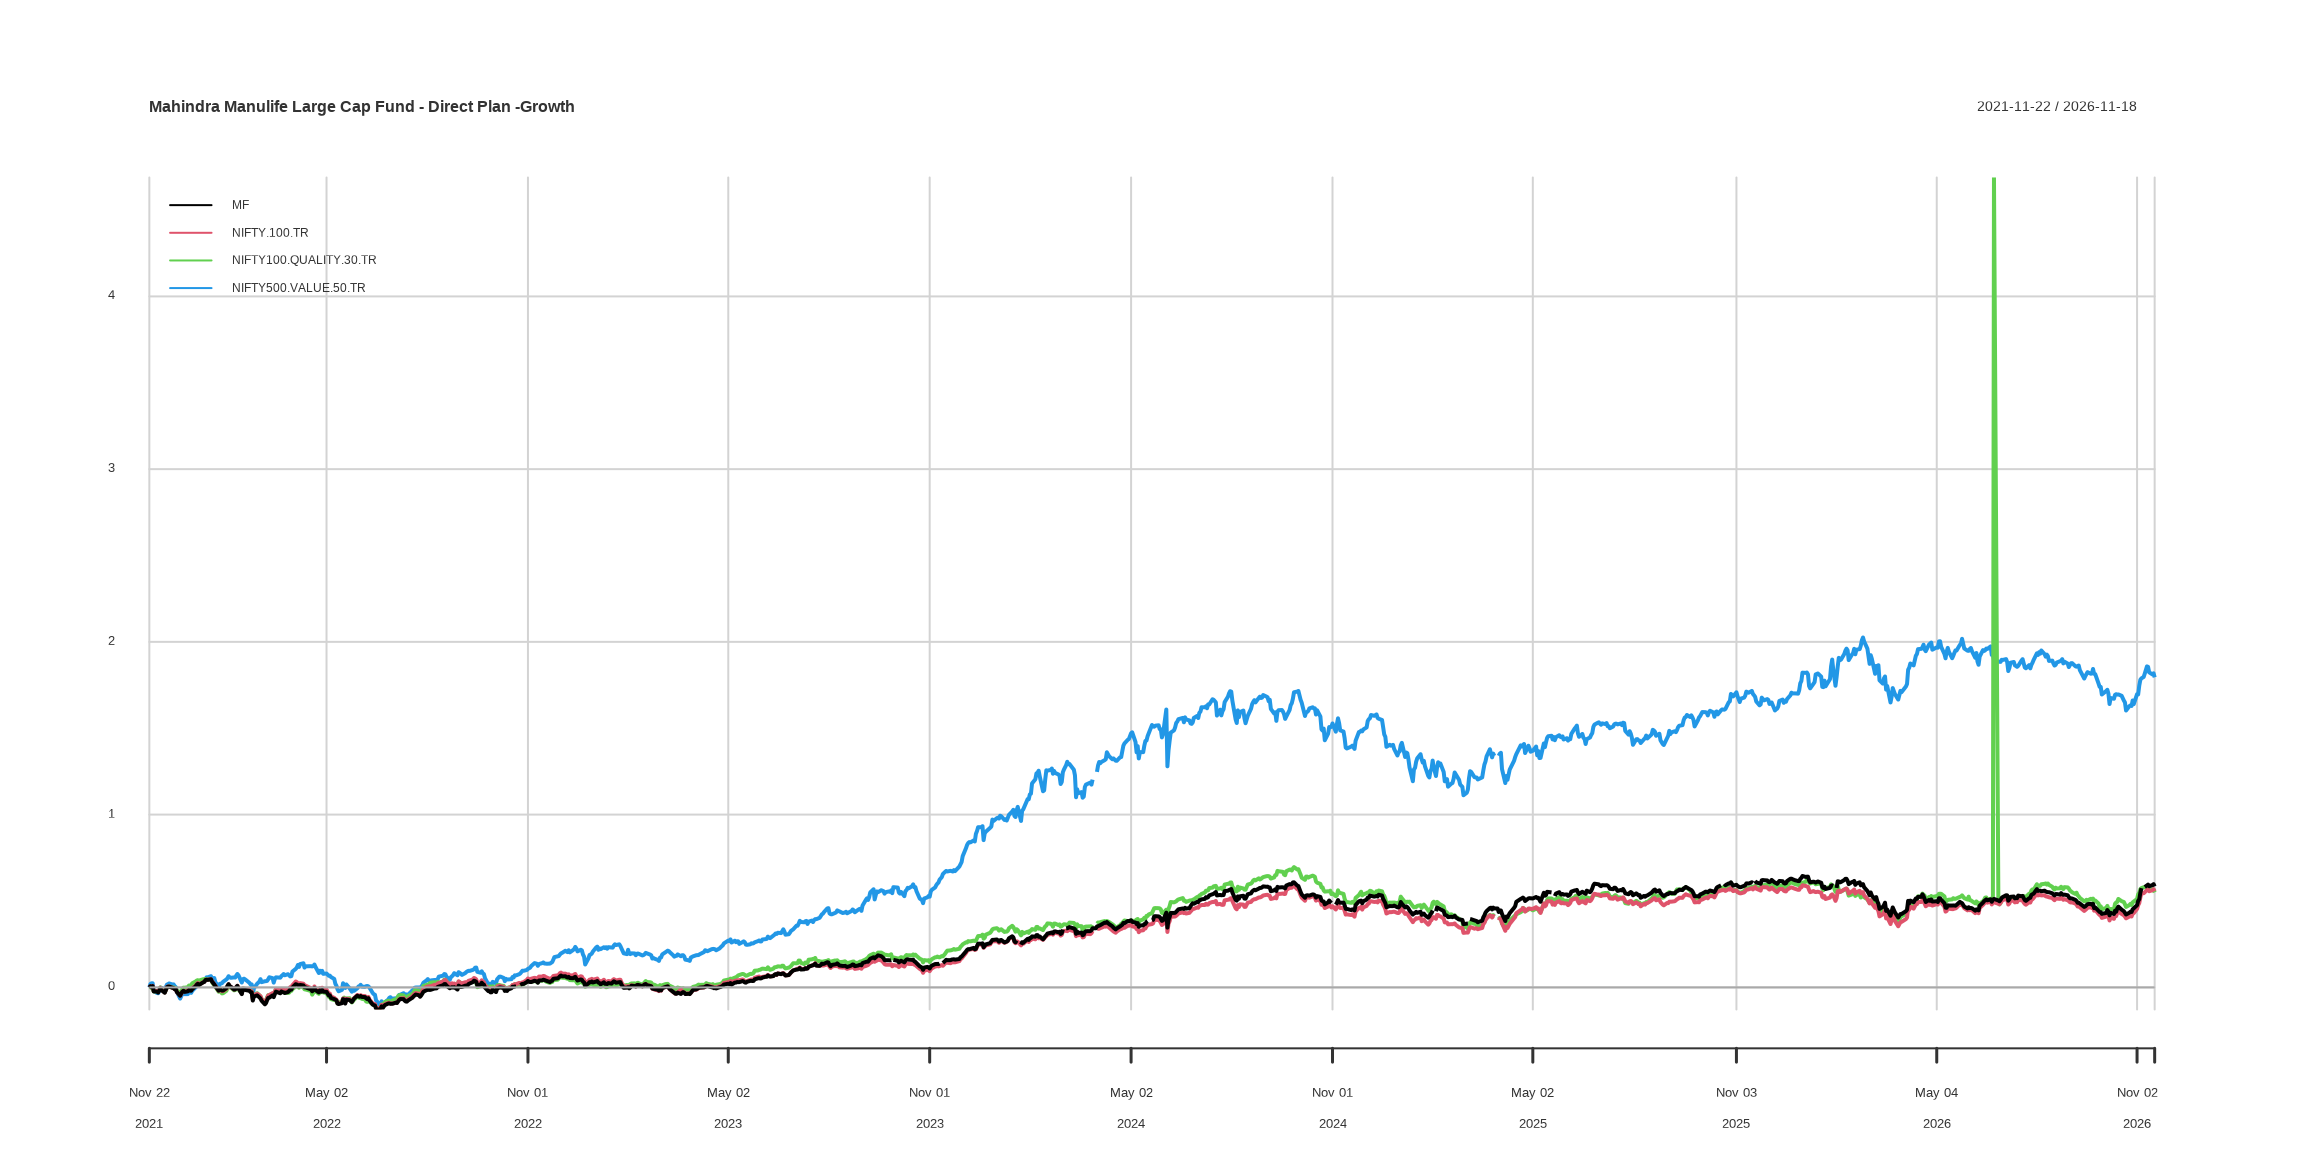 Mahindra Manulife Large Cap Fund - Direct Plan -Growth
2021-11-22 / 2026-11-18
MF
NIFTY.100.TR
NIFTY100.QUALITY.30.TR
NIFTY500.VALUE.50.TR
4
3
2
1
0
Nov 22 May 02 Nov 01 May 02 Nov 01 May 02 Nov 01 May 02 Nov 03 May 04 Nov 02
2021 2022 2022 2023 2023 2024 2024 2025 2025 2026 2026